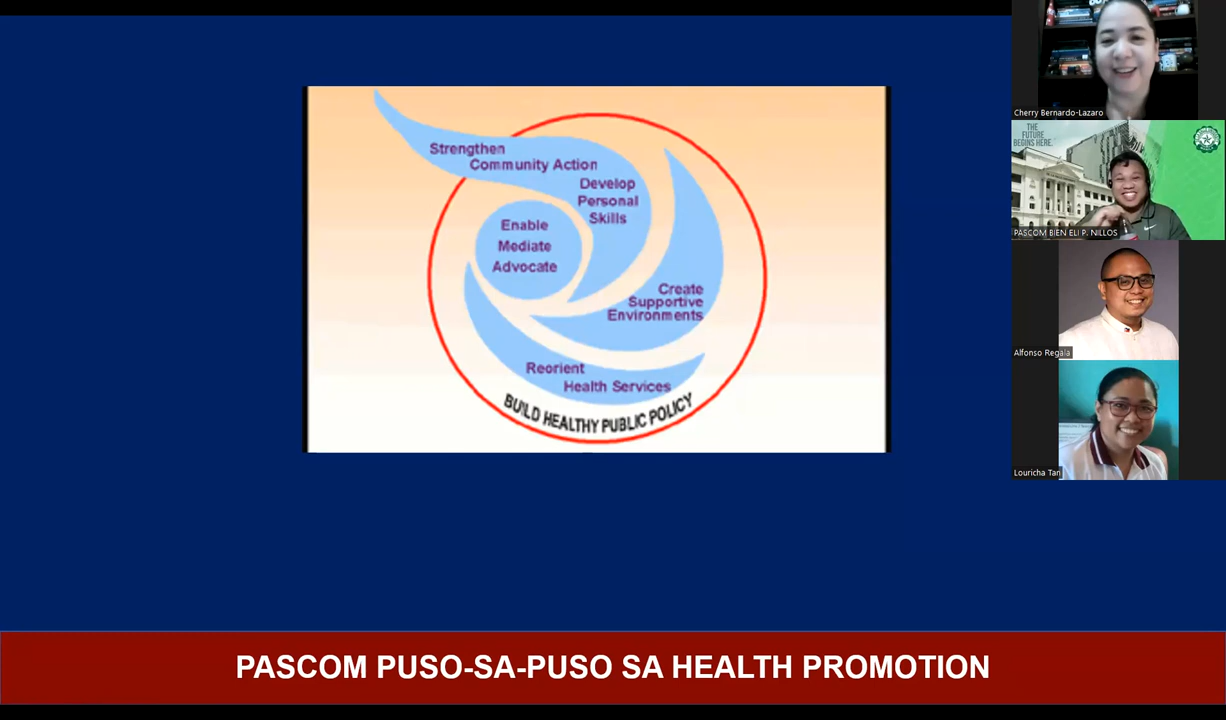 Strengthen
Community Action
Develop
Personal
Skills
Enable
Mediate
Advocate
Create
Supportive
Environments
Reorient
Health Services
BUILD HEALTHY PUBLIC POLICY
PASCOM PUSO-SA-PUSO SA HEALTH PROMOTION
Cherry Bernardo-Lazaro
THE
FUTURE
BEGINS HERE.
PASCOM BIEN ELI P. NILLOS
Alfonso Regala
Louricha Tan